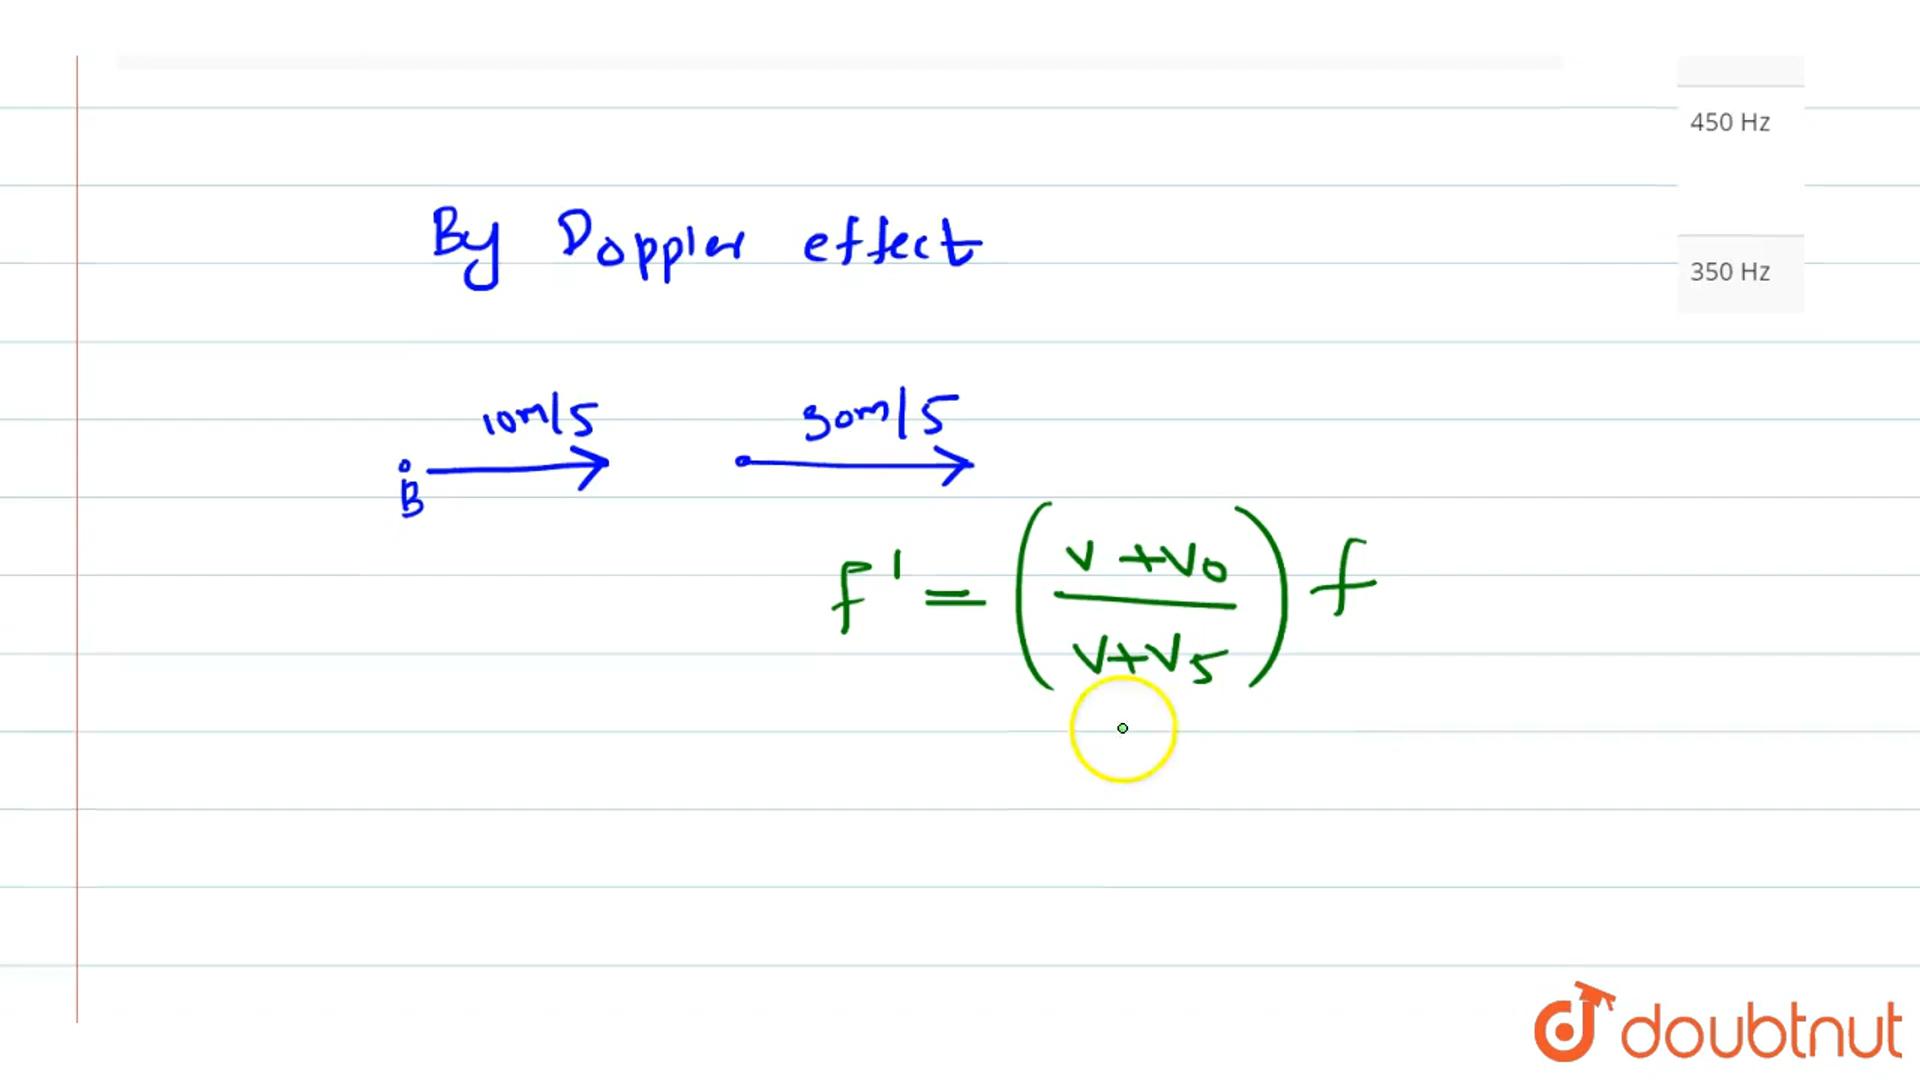 450 Hz
By Doppler effect
350 Hz
10m/s 30m/s
B
f' = (v+v0/v+vs) f
doubtnut